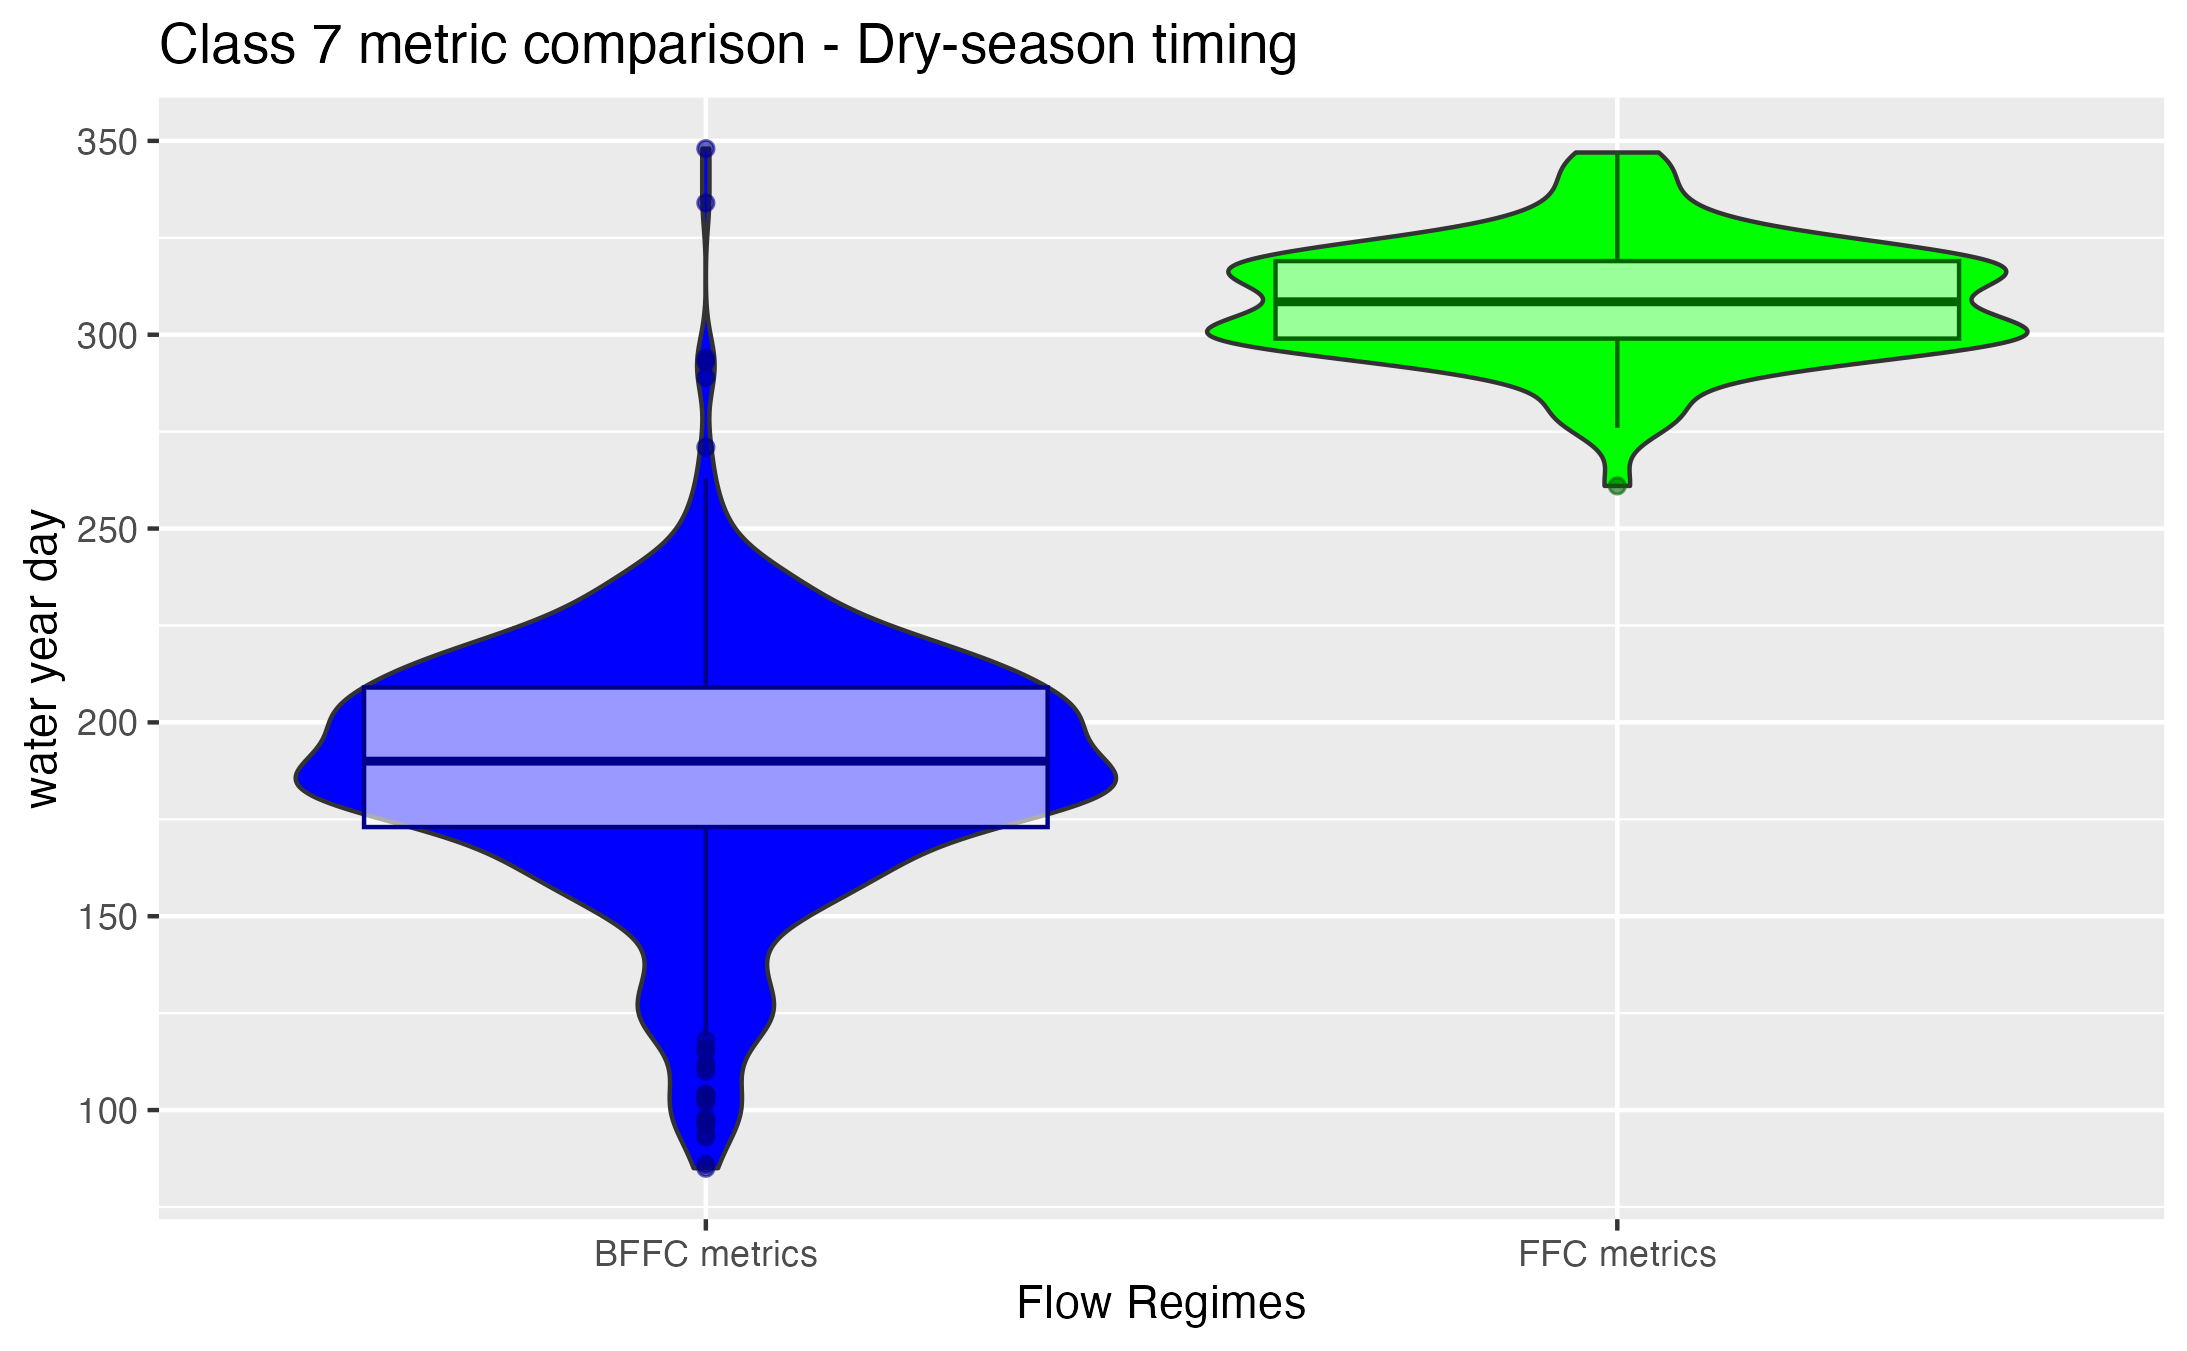 Class 7 metric comparison - Dry-season timing
350
300
250
200
150
100
water year day
BFFC metrics
FFC metrics
Flow Regimes